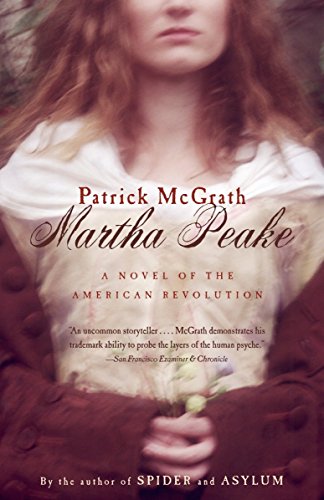 Patrick McGrath
Martha Peake
A NOVEL OF THE
AMERICAN REVOLUTION
"An uncommon storyteller . . . . McGrath demonstrates his
trademark ability to probe the layers of the human psyche."
—San Francisco Examiner & Chronicle
By the author of SPIDER and ASYLUM